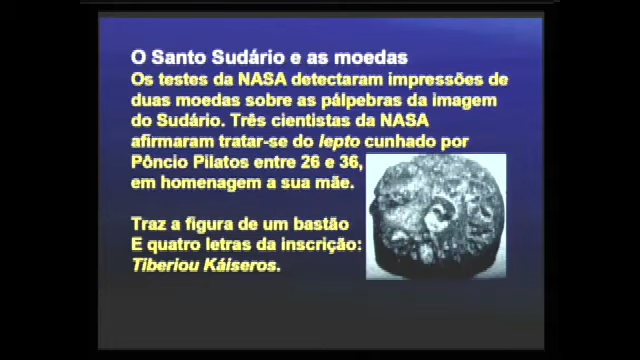 O Santo Sudário e as moedas
Os testes da NASA detectaram impressões de
duas moedas sobre as pálpebras da imagem
do Sudário. Três cientistas da NASA
afirmaram tratar-se do lepto cunhado por
Pôncio Pilatos entre 26 e 36,
em homenagem a sua mãe.
Traz a figura de um bastão
E quatro letras da inscrição:
Tiberiou Káiseros.